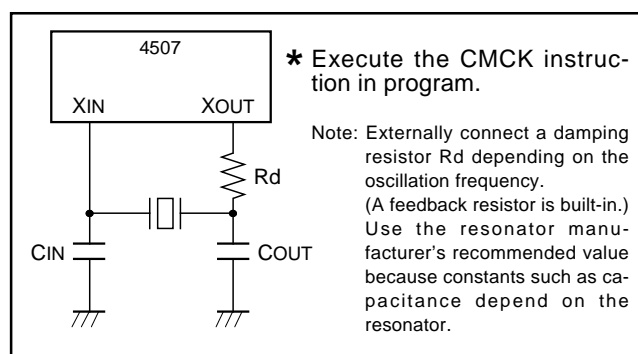 4507
XIN
XOUT
Rd
CIN
COUT
* Execute the CMCK instruc-
tion in program.
Note: Externally connect a damping
resistor Rd depending on the
oscillation frequency.
(A feedback resistor is built-in.)
Use the resonator manu-
facturer's recommended value
because constants such as ca-
pacitance depend on the
resonator.